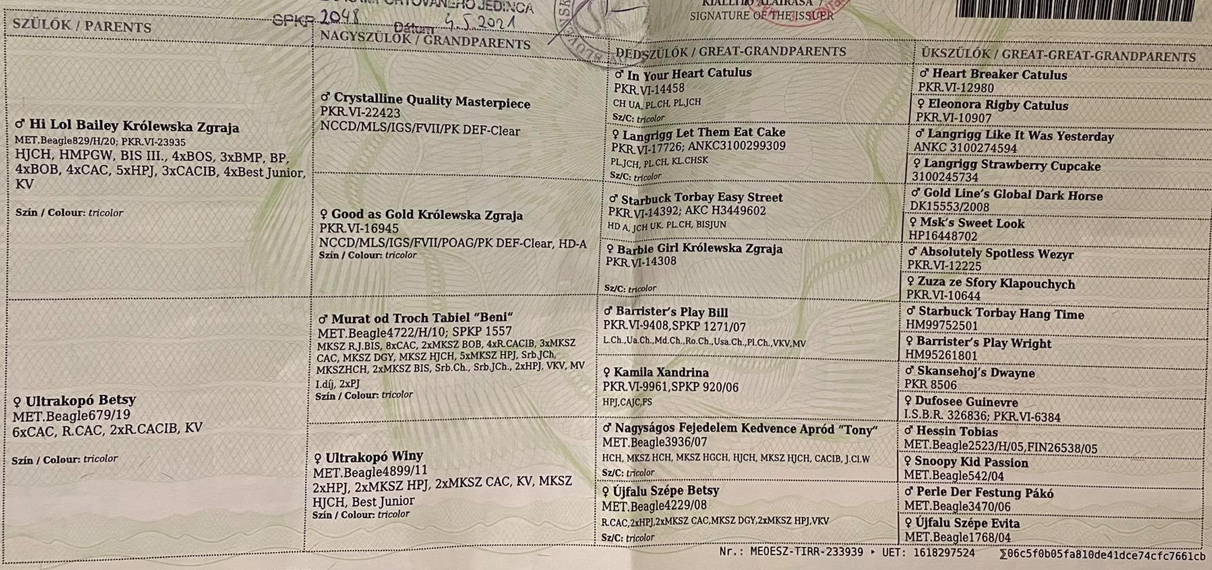 SPKP 2048
Dátum 4.5.2021
SIGNATURE OF THE ISSUER
SZÜLŐK / PARENTS
♂ Hi Lol Bailey Królewska Zgraja
MET.Beagle829/H/20; PKR.VI-23935
HJCH, HMPGW, BIS III., 4xBOS, 3xBMP, BP,
4xBOB, 4xCAC, 5xHPJ, 3xCACIB, 4xBest Junior,
KV
Szín / Colour: tricolor
♀ Ultrakopó Betsy
MET.Beagle679/19
6xCAC, R.CAC, 2xR.CACIB, KV
Szín / Colour: tricolor
NAGYSZÜLŐK / GRANDPARENTS
♂ Crystalline Quality Masterpiece
PKR.VI-22423
NCCD/MLS/IGS/FVII/PK DEF-Clear
♀ Good as Gold Królewska Zgraja
PKR.VI-16945
NCCD/MLS/IGS/FVII/POAG/PK DEF-Clear, HD-A
Szín / Colour: tricolor
♂ Murat od Troch Tabiel "Beni"
MET.Beagle4722/H/10; SPKP 1557
MKSZ R.J.BIS, 8xCAC, 2xMKSZ BOB, 4xR.CACIB, 3xMKSZ
CAC, MKSZ DGY, MKSZ HJCH, 5xMKSZ HPJ, Srb.JCh,
MKSZHCH, 2xMKSZ BIS, Srb.Ch., Srb.JCh., 2xHPJ, VKV, MV
I.díj, 2xPJ
Szín / Colour: tricolor
♀ Ultrakopó Winy
MET.Beagle4899/11
2xHPJ, 2xMKSZ HPJ, 2xMKSZ CAC, KV, MKSZ
HJCH, Best Junior
Szín / Colour: tricolor
DÉDSZÜLŐK / GREAT-GRANDPARENTS
♂ In Your Heart Catulus
PKR.VI-14458
CH UA, PL.CH, PL.JCH
Sz/C: tricolor
♀ Langrigg Let Them Eat Cake
PKR.VI-17726; ANKC3100299309
PL.JCH, PL.CH, KL.CHSK
Sz/C: tricolor
♂ Starbuck Torbay Easy Street
PKR.VI-14392; AKC H3449602
HD A, JCH UK. PL.CH, BISJUN
♀ Barbie Girl Królewska Zgraja
PKR.VI-14308
Sz/C: tricolor
♂ Barrister's Play Bill
PKR.VI-9408,SPKP 1271/07
L.Ch.,Ua.Ch.,Md.Ch.,Ro.Ch.,Usa.Ch.,Pl.Ch.,VKV,MV
♀ Kamila Xandrina
PKR.VI-9961,SPKP 920/06
HPJ,CAJC,FS
♂ Nagyságos Fejedelem Kedvence Apród "Tony"
MET.Beagle3936/07
HCH, MKSZ HCH, MKSZ HGCH, HJCH, MKSZ HJCH, CACIB, J.CLW
Sz/C: tricolor
♀ Újfalu Szépe Betsy
MET.Beagle4229/08
R.CAC,2xHPJ,2xMKSZ CAC,MKSZ DGY,2xMKSZ HPJ,VKV
Sz/C: tricolor
ÜKSZÜLŐK / GREAT-GREAT-GRANDPARENTS
♂ Heart Breaker Catulus
PKR.VI-12980
♀ Eleonora Rigby Catulus
PKR.VI-10907
♂ Langrigg Like It Was Yesterday
ANKC 3100274594
♀ Langrigg Strawberry Cupcake
3100245734
♂ Gold Line's Global Dark Horse
DK15553/2008
♀ Msk's Sweet Look
HP16448702
♂ Absolutely Spotless Wezyr
PKR.VI-12225
♀ Zuza ze Sfory Klapouchych
PKR.VI-10644
♂ Starbuck Torbay Hang Time
HM99752501
♀ Barrister's Play Wright
HM95261801
♂ Skansehoj's Dwayne
PKR 8506
♀ Dufosee Guinevre
I.S.B.R. 326836; PKR.VI-6384
♂ Hessin Tobias
MET.Beagle2523/H/05,FIN26538/05
♀ Snoopy Kid Passion
MET.Beagle542/04
♂ Perle Der Festung Pákó
MET.Beagle3470/06
♀ Újfalu Szépe Evita
MET.Beagle1768/04
Nr.: MEOESZ-TIRR-233939 ‣ UET: 1618297524 ∑06c5f0b05fa810de41dce74cfc7661cb